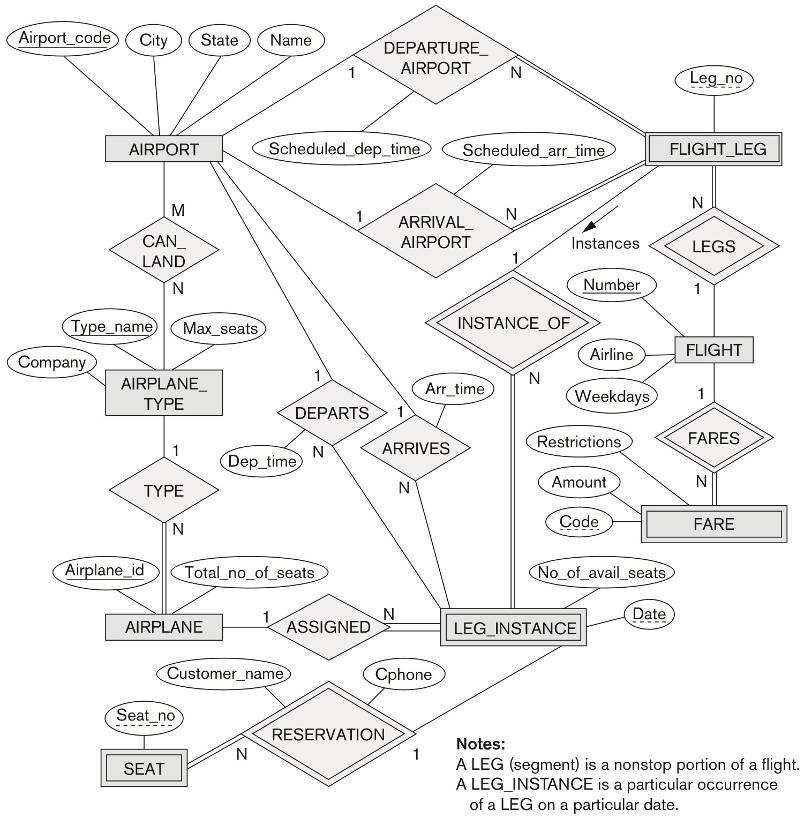 Airport_code
City
State
Name
DEPARTURE_
AIRPORT
1
N
Leg_no
Scheduled_dep_time
Scheduled_arr_time
AIRPORT
FLIGHT_LEG
M
CAN_
LAND
N
1
ARRIVAL_
AIRPORT
N
Instances
N
LEGS
1
1
INSTANCE_OF
N
Number
Type_name
Max_seats
Company
AIRPLANE_
TYPE
FLIGHT
Airline
Weekdays
1
DEPARTS
N
Dep_time
Arr_time
1
ARRIVES
N
1
FARES
N
1
TYPE
N
Restrictions
Amount
Code
FARE
Airplane_id
Total_no_of_seats
No_of_avail_seats
Date
AIRPLANE
1
ASSIGNED
N
LEG_INSTANCE
Customer_name
Cphone
Seat_no
RESERVATION
N
1
SEAT
Notes:
A LEG (segment) is a nonstop portion of a flight.
A LEG_INSTANCE is a particular occurrence
of a LEG on a particular date.